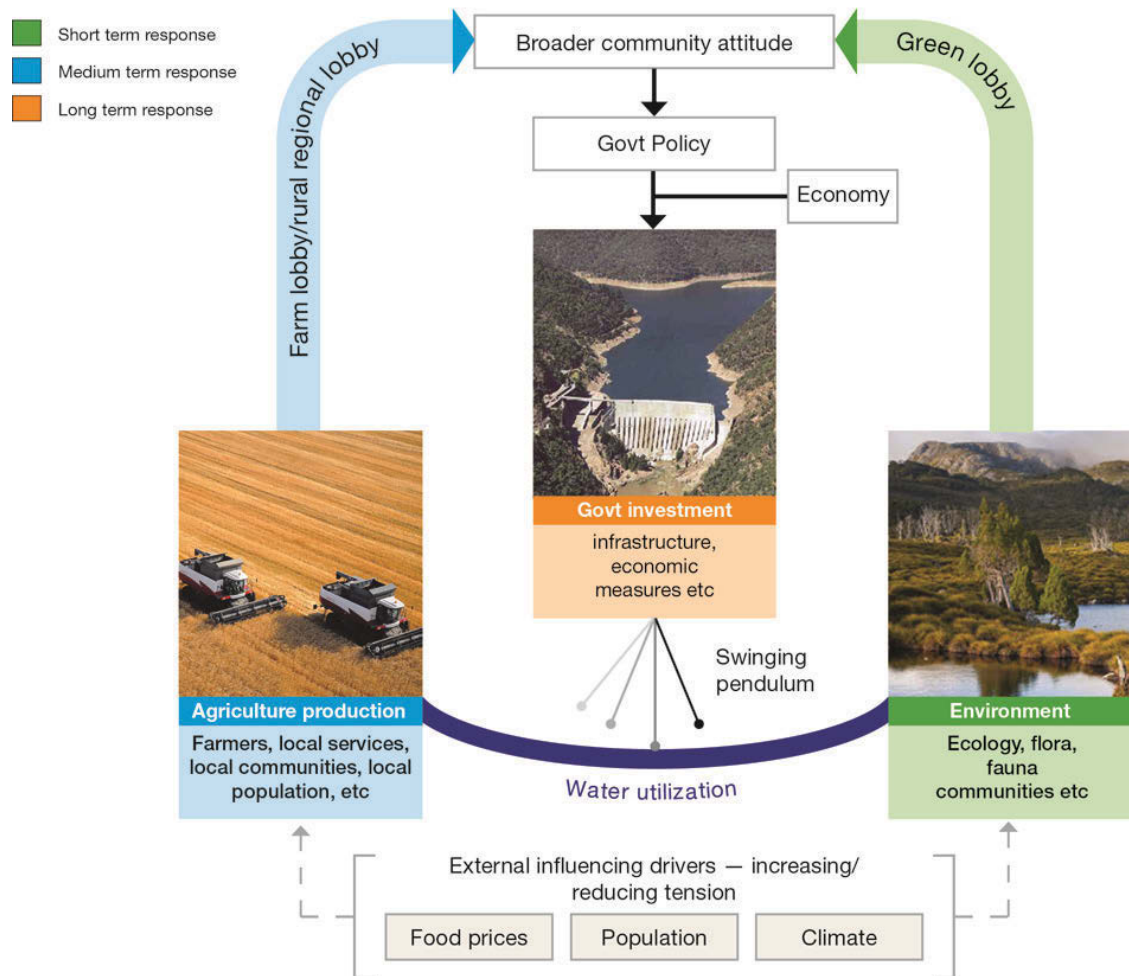 Short term response
Medium term response
Long term response
Farm lobby/rural regional lobby
Broader community attitude
Green lobby
Govt Policy
Economy
Govt investment
infrastructure,
economic
measures etc
Swinging
pendulum
Agriculture production
Farmers, local services,
local communities, local
population, etc
Environment
Ecology, flora,
fauna
communities etc
Water utilization
External influencing drivers — increasing/
reducing tension
Food prices
Population
Climate